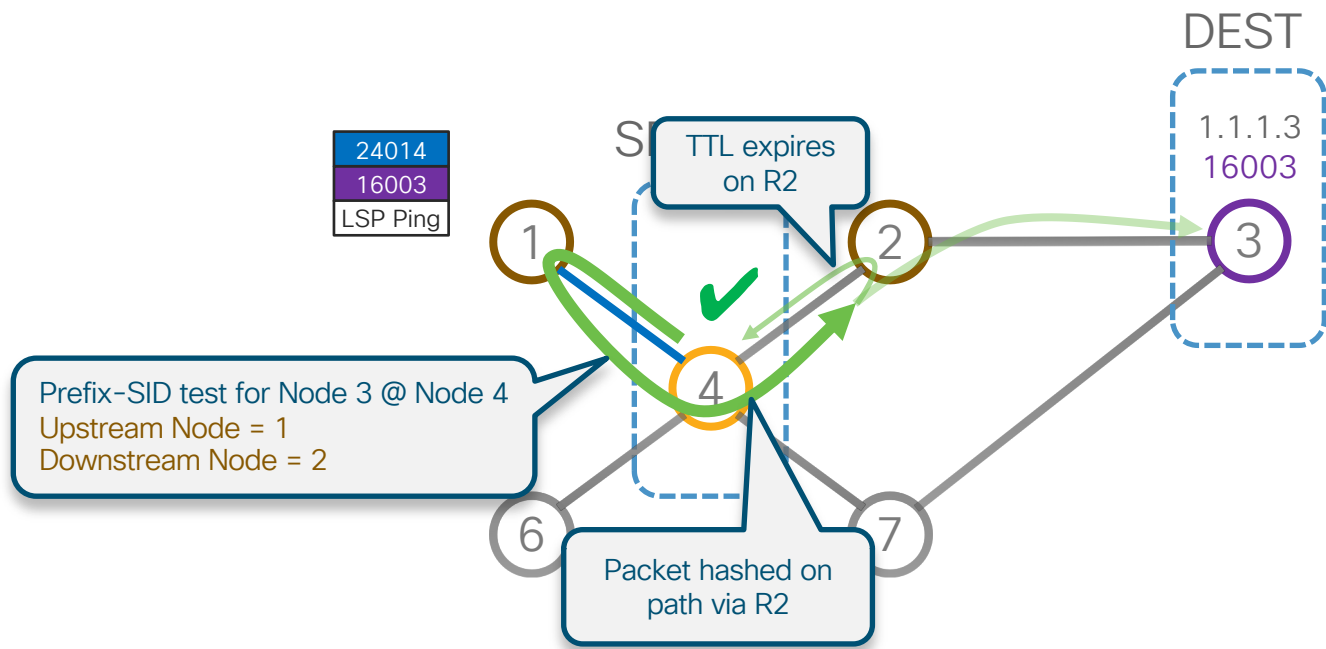 DEST
1.1.1.3
16003
24014
16003
LSP Ping
TTL expires
on R2
1
2
3
4
Prefix-SID test for Node 3 @ Node 4
Upstream Node = 1
Downstream Node = 2
6
7
Packet hashed on
path via R2